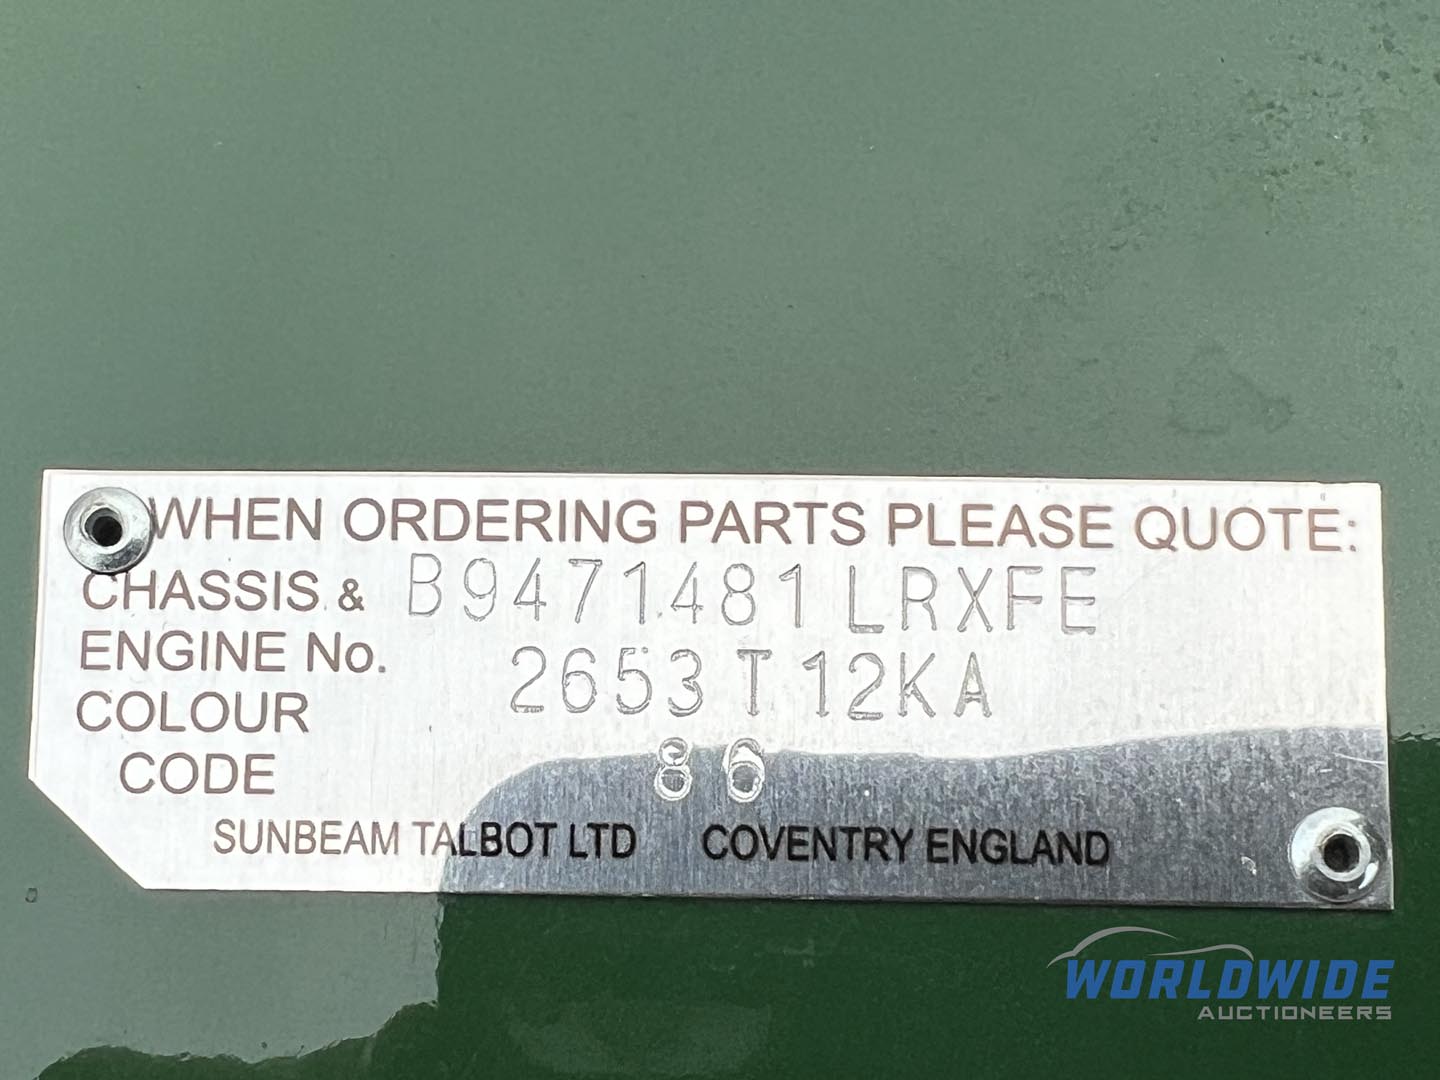 WHEN ORDERING PARTS PLEASE QUOTE:
CHASSIS & B9471481LRXFE
ENGINE No. 2653T12KA
COLOUR
CODE 86
SUNBEAM TALBOT LTD COVENTRY ENGLAND
WORLDWIDE
AUCTIONEERS